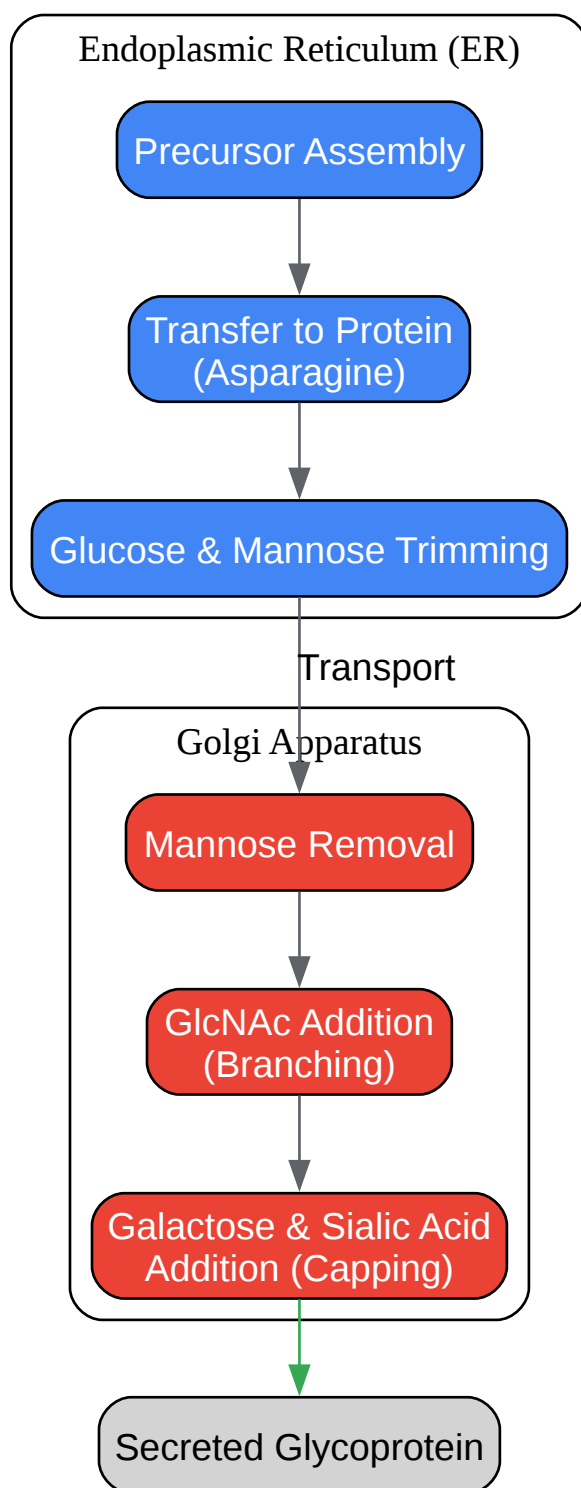 Endoplasmic Reticulum (ER)
Precursor Assembly
Transfer to Protein
(Asparagine)
Glucose & Mannose Trimming
Transport
Golgi Apparatus
Mannose Removal
GlcNAc Addition
(Branching)
Galactose & Sialic Acid
Addition (Capping)
Secreted Glycoprotein